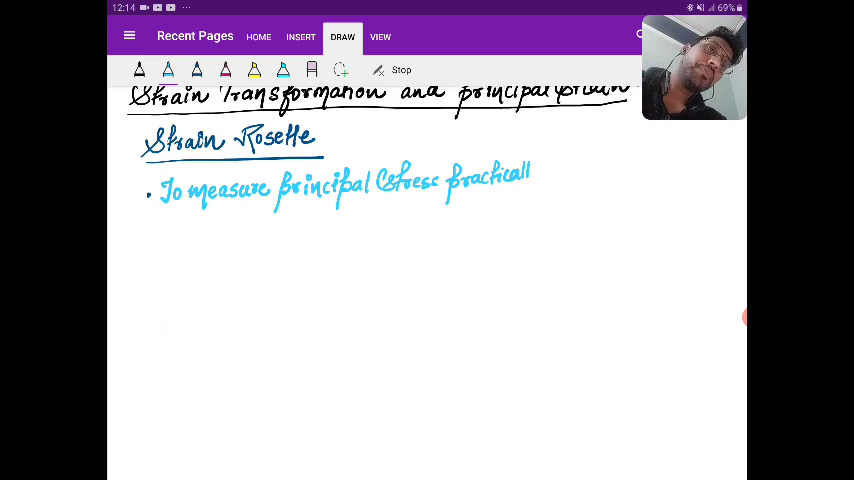 12:14 ... 69%
Recent Pages HOME INSERT DRAW VIEW
Stop
Strain Transformation and principal Strain
Strain Rosette
• To measure principal stress practicall